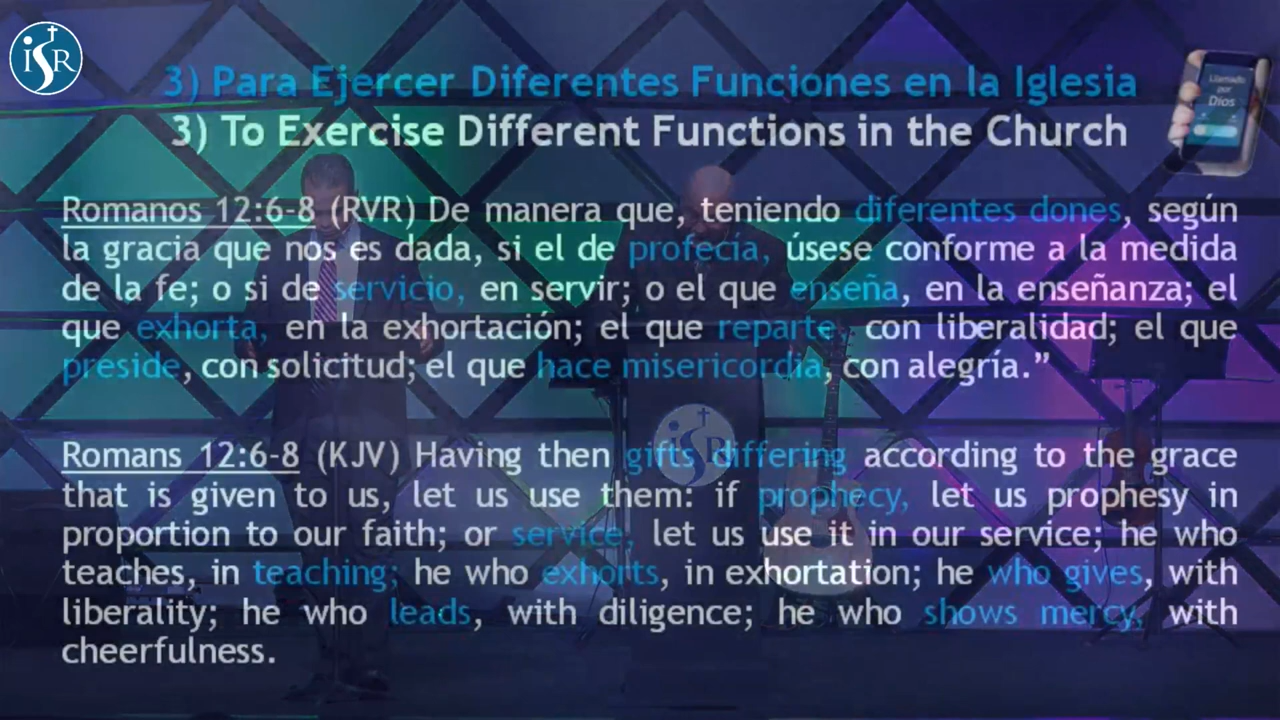 iSR
3) Para Ejercer Diferentes Funciones en la Iglesia
3) To Exercise Different Functions in the Church
Llamado
por
Dios
Romanos 12:6-8 (RVR) De manera que, teniendo diferentes dones, según
la gracia que nos es dada, si el de profecía, úsese conforme a la medida
de la fe; o si de servicio, en servir; o el que enseña, en la enseñanza; el
que exhorta, en la exhortación; el que reparte, con liberalidad; el que
preside, con solicitud; el que hace misericordia, con alegría.”
iSR
Romans 12:6-8 (KJV) Having then gifts differing according to the grace
that is given to us, let us use them: if prophecy, let us prophesy in
proportion to our faith; or service, let us use it in our service; he who
teaches, in teaching; he who exhorts, in exhortation; he who gives, with
liberality; he who leads, with diligence; he who shows mercy, with
cheerfulness.